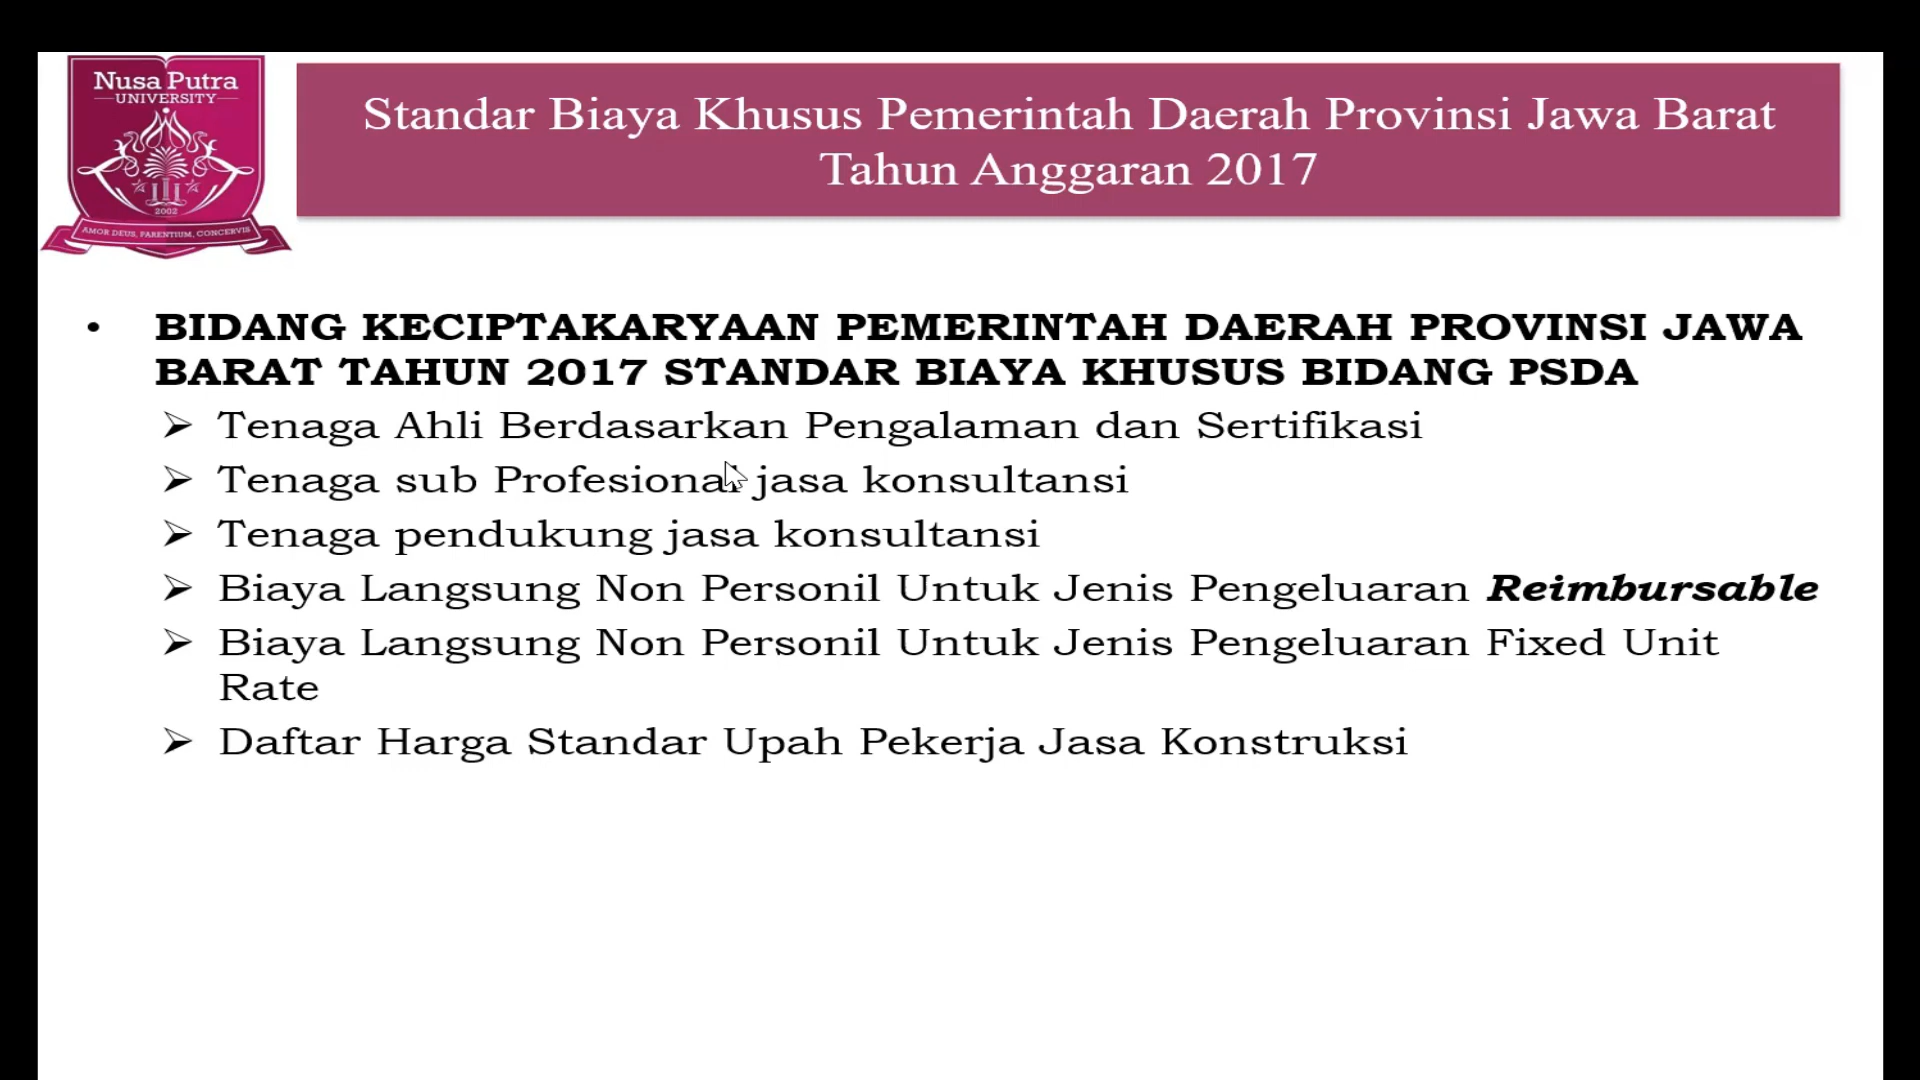 Nusa Putra
UNIVERSITY
2002
AMOR DEUS, PARENTIUM, CONCERVIS
Standar Biaya Khusus Pemerintah Daerah Provinsi Jawa Barat
Tahun Anggaran 2017
• BIDANG KECIPTAKARYAAN PEMERINTAH DAERAH PROVINSI JAWA
BARAT TAHUN 2017 STANDAR BIAYA KHUSUS BIDANG PSDA
➢ Tenaga Ahli Berdasarkan Pengalaman dan Sertifikasi
➢ Tenaga sub Profesional jasa konsultansi
➢ Tenaga pendukung jasa konsultansi
➢ Biaya Langsung Non Personil Untuk Jenis Pengeluaran Reimbursable
➢ Biaya Langsung Non Personil Untuk Jenis Pengeluaran Fixed Unit
Rate
➢ Daftar Harga Standar Upah Pekerja Jasa Konstruksi